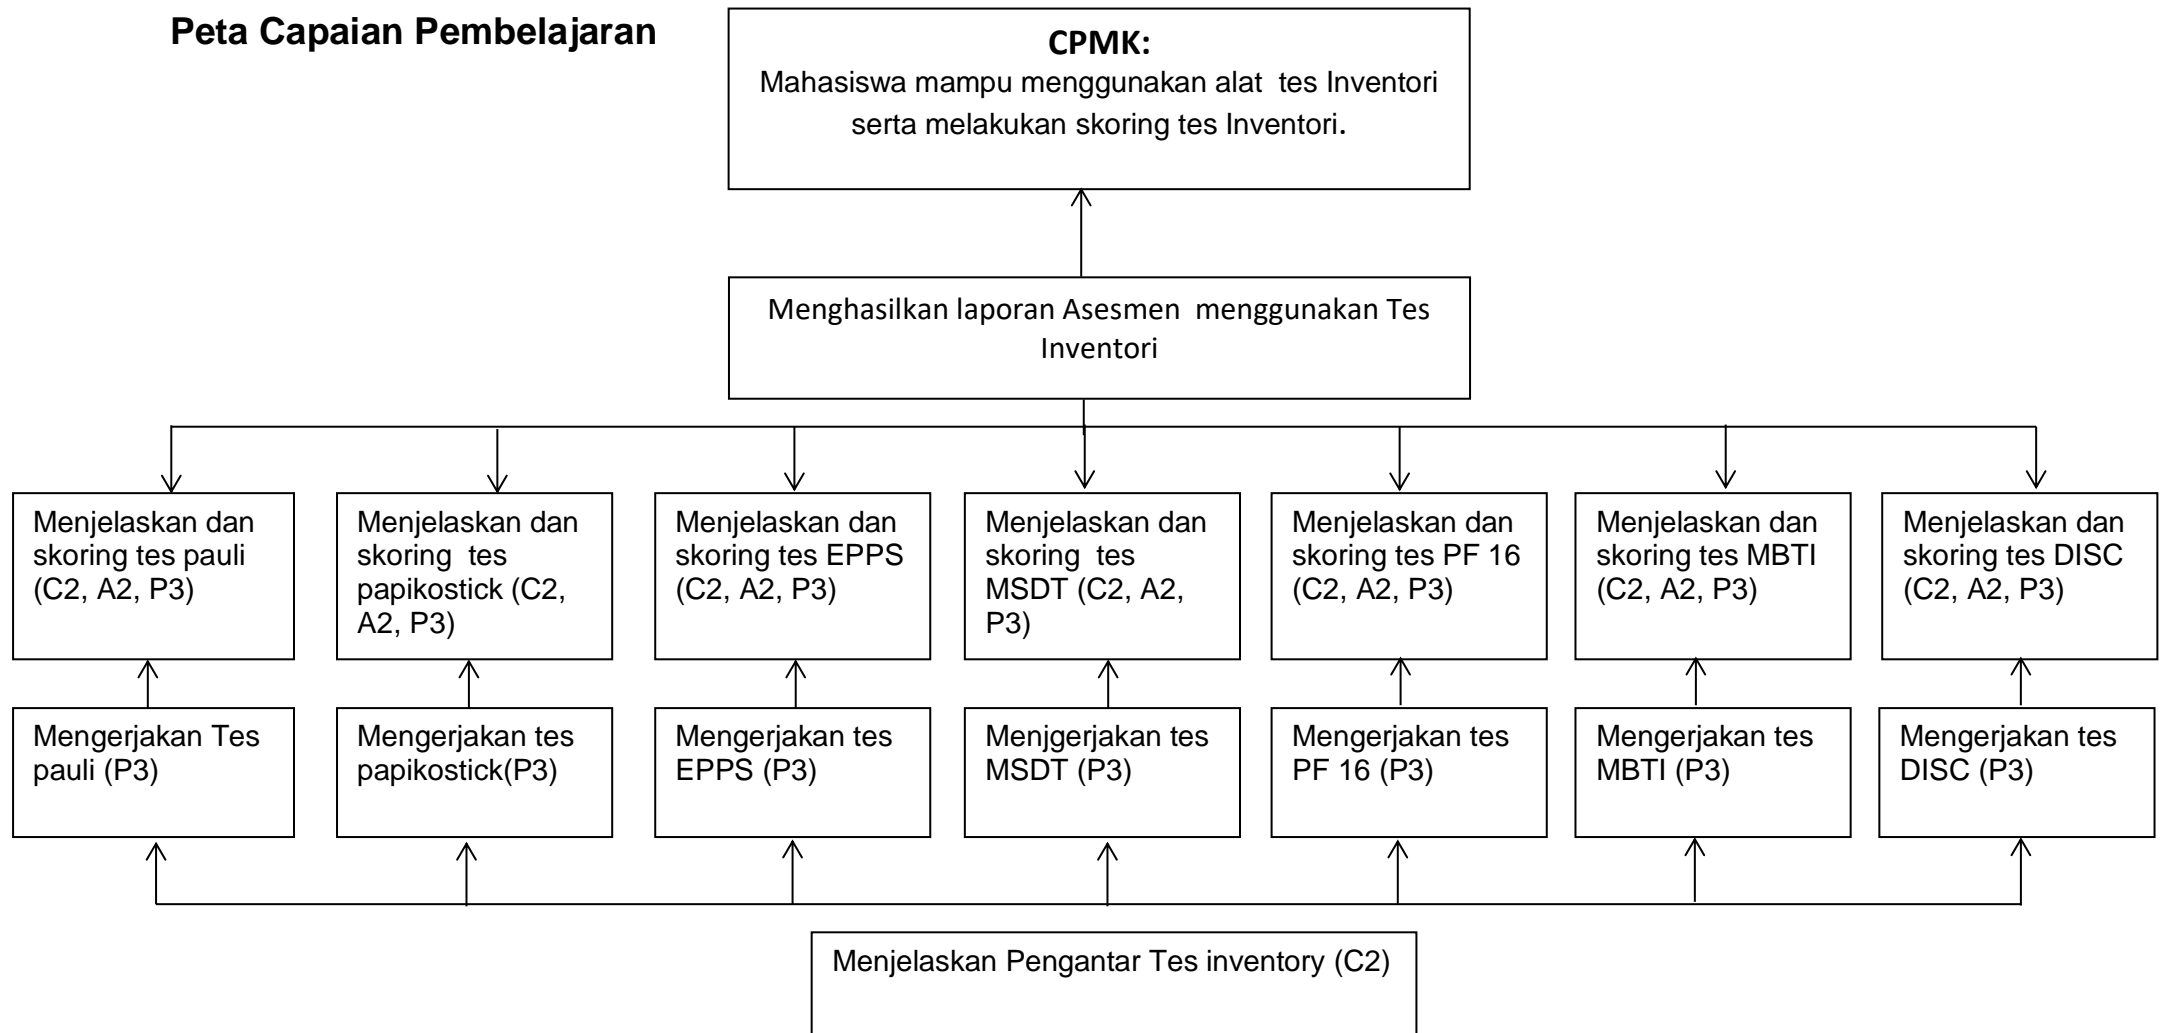 Peta Capaian Pembelajaran
CPMK:
Mahasiswa mampu menggunakan alat  tes Inventori
serta melakukan skoring tes Inventori.
Menghasilkan laporan Asesmen  menggunakan Tes
Inventori
Menjelaskan dan
skoring tes pauli
(C2, A2, P3)
Menjelaskan dan
skoring  tes
papikostick (C2,
A2, P3)
Menjelaskan dan
skoring tes EPPS
(C2, A2, P3)
Menjelaskan dan
skoring  tes
MSDT (C2, A2,
P3)
Menjelaskan dan
skoring tes PF 16
(C2, A2, P3)
Menjelaskan dan
skoring tes MBTI
(C2, A2, P3)
Menjelaskan dan
skoring tes DISC
(C2, A2, P3)
Mengerjakan Tes
pauli (P3)
Mengerjakan tes
papikostick(P3)
Mengerjakan tes
EPPS (P3)
Menjgerjakan tes
MSDT (P3)
Mengerjakan tes
PF 16 (P3)
Mengerjakan tes
MBTI (P3)
Mengerjakan tes
DISC (P3)
Menjelaskan Pengantar Tes inventory (C2)